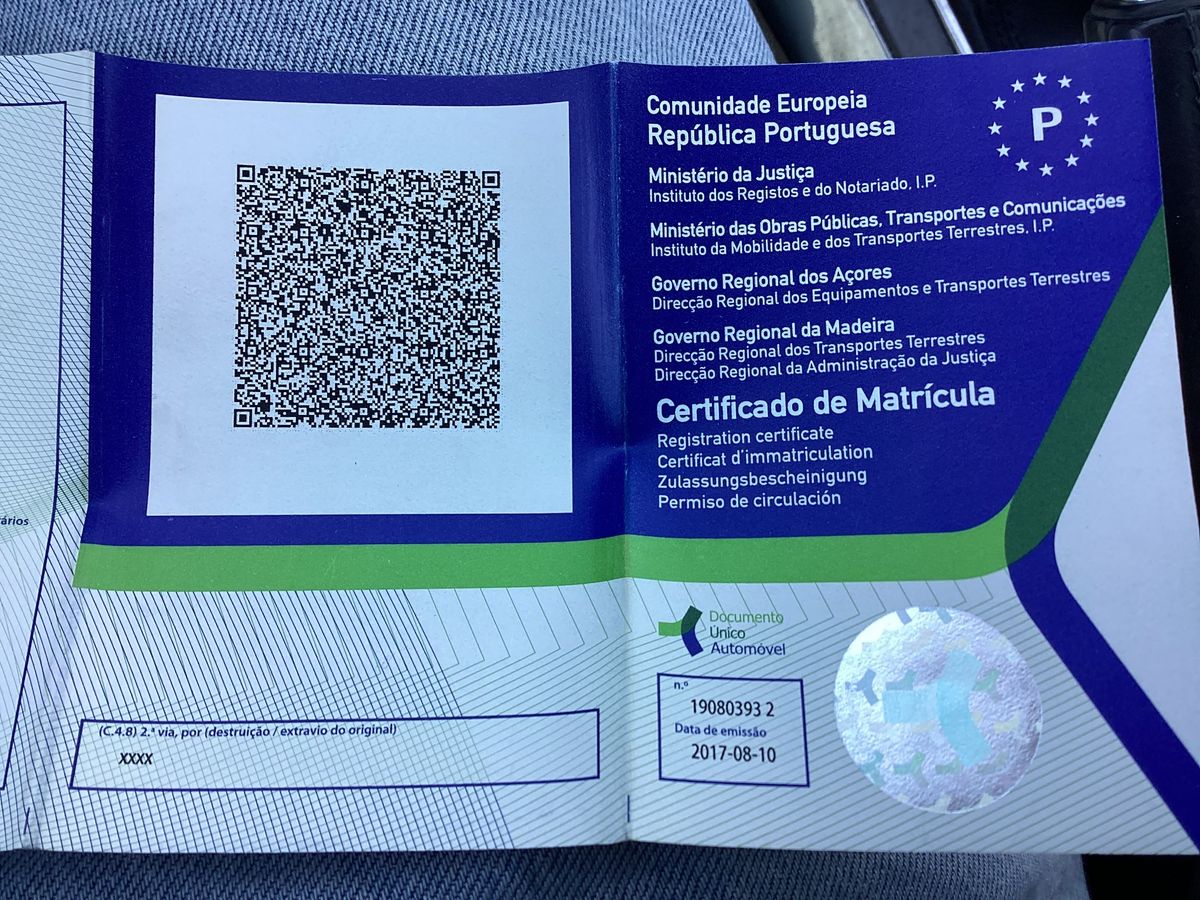 ários
(C.4.8) 2.ª via, por (destruição / extravio do original)
XXXX
Comunidade Europeia
República Portuguesa
P
Ministério da Justiça
Instituto dos Registos e do Notariado, I.P.
Ministério das Obras Públicas, Transportes e Comunicações
Instituto da Mobilidade e dos Transportes Terrestres, I.P.
Governo Regional dos Açores
Direcção Regional dos Equipamentos e Transportes Terrestres
Governo Regional da Madeira
Direcção Regional dos Transportes Terrestres
Direcção Regional da Administração da Justiça
Certificado de Matrícula
Registration certificate
Certificat d'immatriculation
Zulassungsbescheinigung
Permiso de circulación
Documento
Único
Automóvel
n.º
19080393 2
Data de emissão
2017-08-10